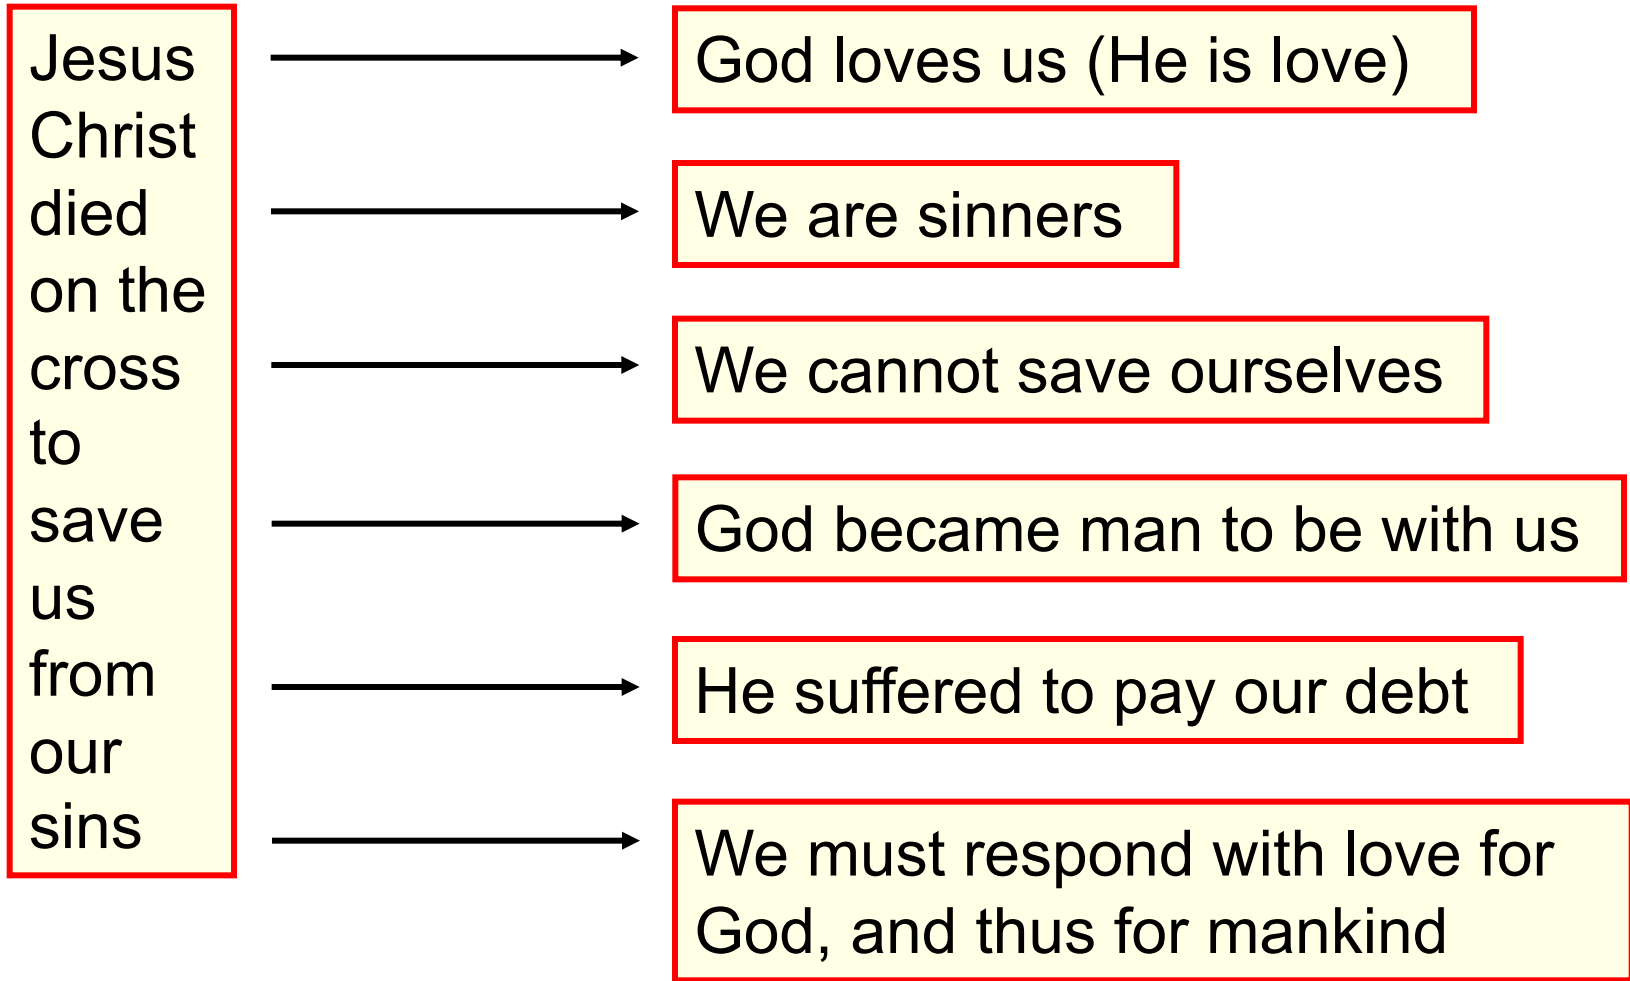 Jesus
Christ
died
on the
cross
to
save
us
from
our
sins
God loves us (He is love)
We are sinners
We cannot save ourselves
God became man to be with us
He suffered to pay our debt
We must respond with love for
God, and thus for mankind